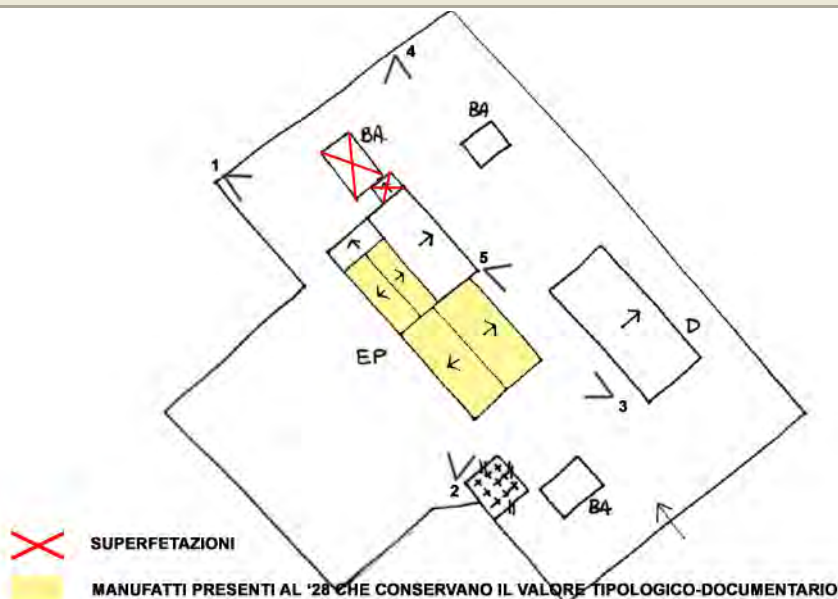 4
BA
BA
1
5
D
EP
3
2
BA
SUPERFETAZIONI
MANUFATTI PRESENTI AL '28 CHE CONSERVANO IL VALORE TIPOLOGICO-DOCUMENTARIO